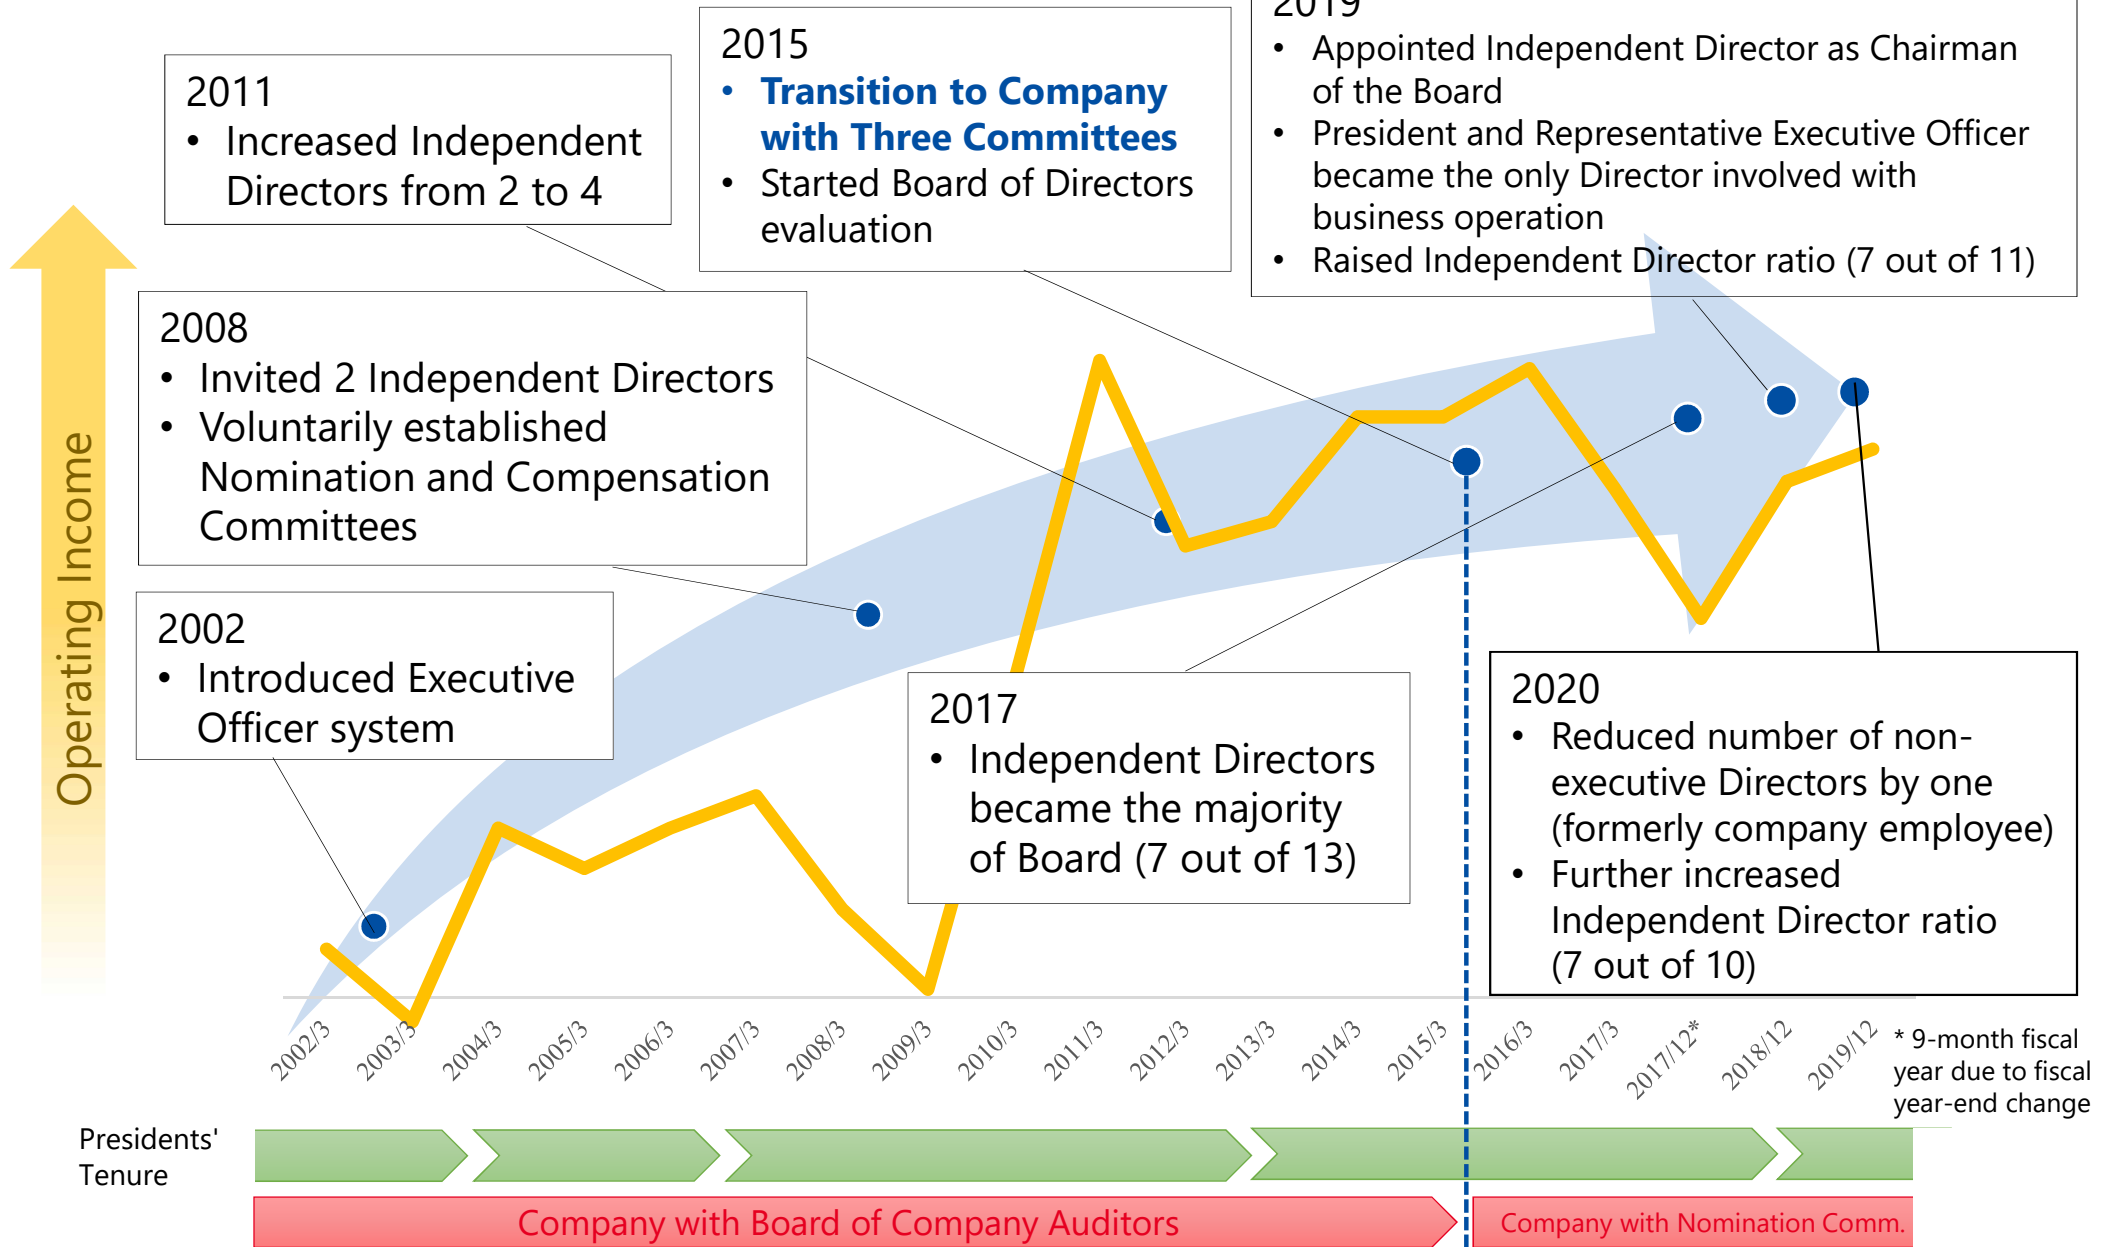 2011
• Increased Independent
Directors from 2 to 4
2015
• Transition to Company
with Three Committees
• Started Board of Directors
evaluation
2019
• Appointed Independent Director as Chairman
of the Board
• President and Representative Executive Officer
became the only Director involved with
business operation
• Raised Independent Director ratio (7 out of 11)
2008
• Invited 2 Independent Directors
• Voluntarily established
Nomination and Compensation
Committees
2002
• Introduced Executive
Officer system
2017
• Independent Directors
became the majority
of Board (7 out of 13)
2020
• Reduced number of non-
executive Directors by one
(formerly company employee)
• Further increased
Independent Director ratio
(7 out of 10)
Operating Income
2002/3
2003/3
2004/3
2005/3
2006/3
2007/3
2008/3
2009/3
2010/3
2011/3
2012/3
2013/3
2014/3
2015/3
2016/3
2017/3
2017/12*
2018/12
2019/12
* 9-month fiscal
year due to fiscal
year-end change
Presidents'
Tenure
Company with Board of Company Auditors
Company with Nomination Comm.